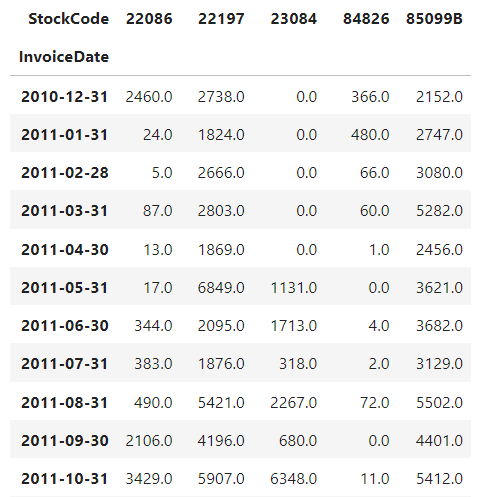 StockCode 22086 22197 23084 84826 85099B
InvoiceDate
2010-12-31 2460.0 2738.0 0.0 366.0 2152.0
2011-01-31 24.0 1824.0 0.0 480.0 2747.0
2011-02-28 5.0 2666.0 0.0 66.0 3080.0
2011-03-31 87.0 2803.0 0.0 60.0 5282.0
2011-04-30 13.0 1869.0 0.0 1.0 2456.0
2011-05-31 17.0 6849.0 1131.0 0.0 3621.0
2011-06-30 344.0 2095.0 1713.0 4.0 3682.0
2011-07-31 383.0 1876.0 318.0 2.0 3129.0
2011-08-31 490.0 5421.0 2267.0 72.0 5502.0
2011-09-30 2106.0 4196.0 680.0 0.0 4401.0
2011-10-31 3429.0 5907.0 6348.0 11.0 5412.0